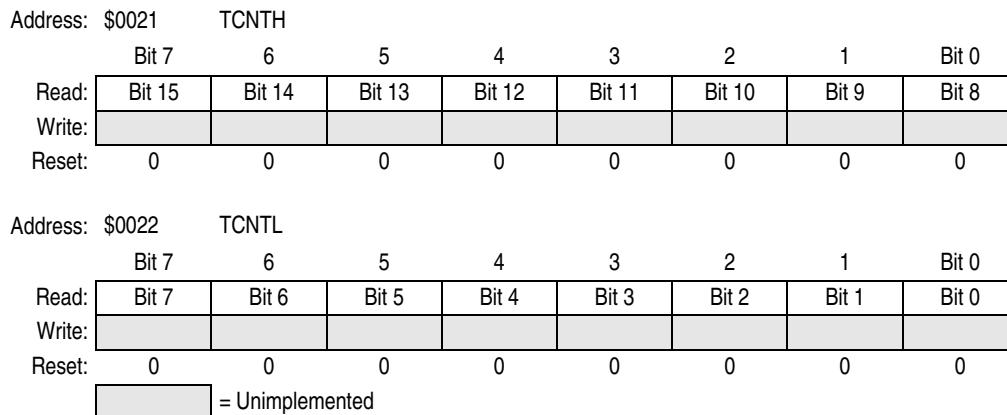 Address: $0021 TCNTH
Bit 7 6 5 4 3 2 1 Bit 0
Read: Bit 15 Bit 14 Bit 13 Bit 12 Bit 11 Bit 10 Bit 9 Bit 8
Write:
Reset: 0 0 0 0 0 0 0 0
Address: $0022 TCNTL
Bit 7 6 5 4 3 2 1 Bit 0
Read: Bit 7 Bit 6 Bit 5 Bit 4 Bit 3 Bit 2 Bit 1 Bit 0
Write:
Reset: 0 0 0 0 0 0 0 0
= Unimplemented